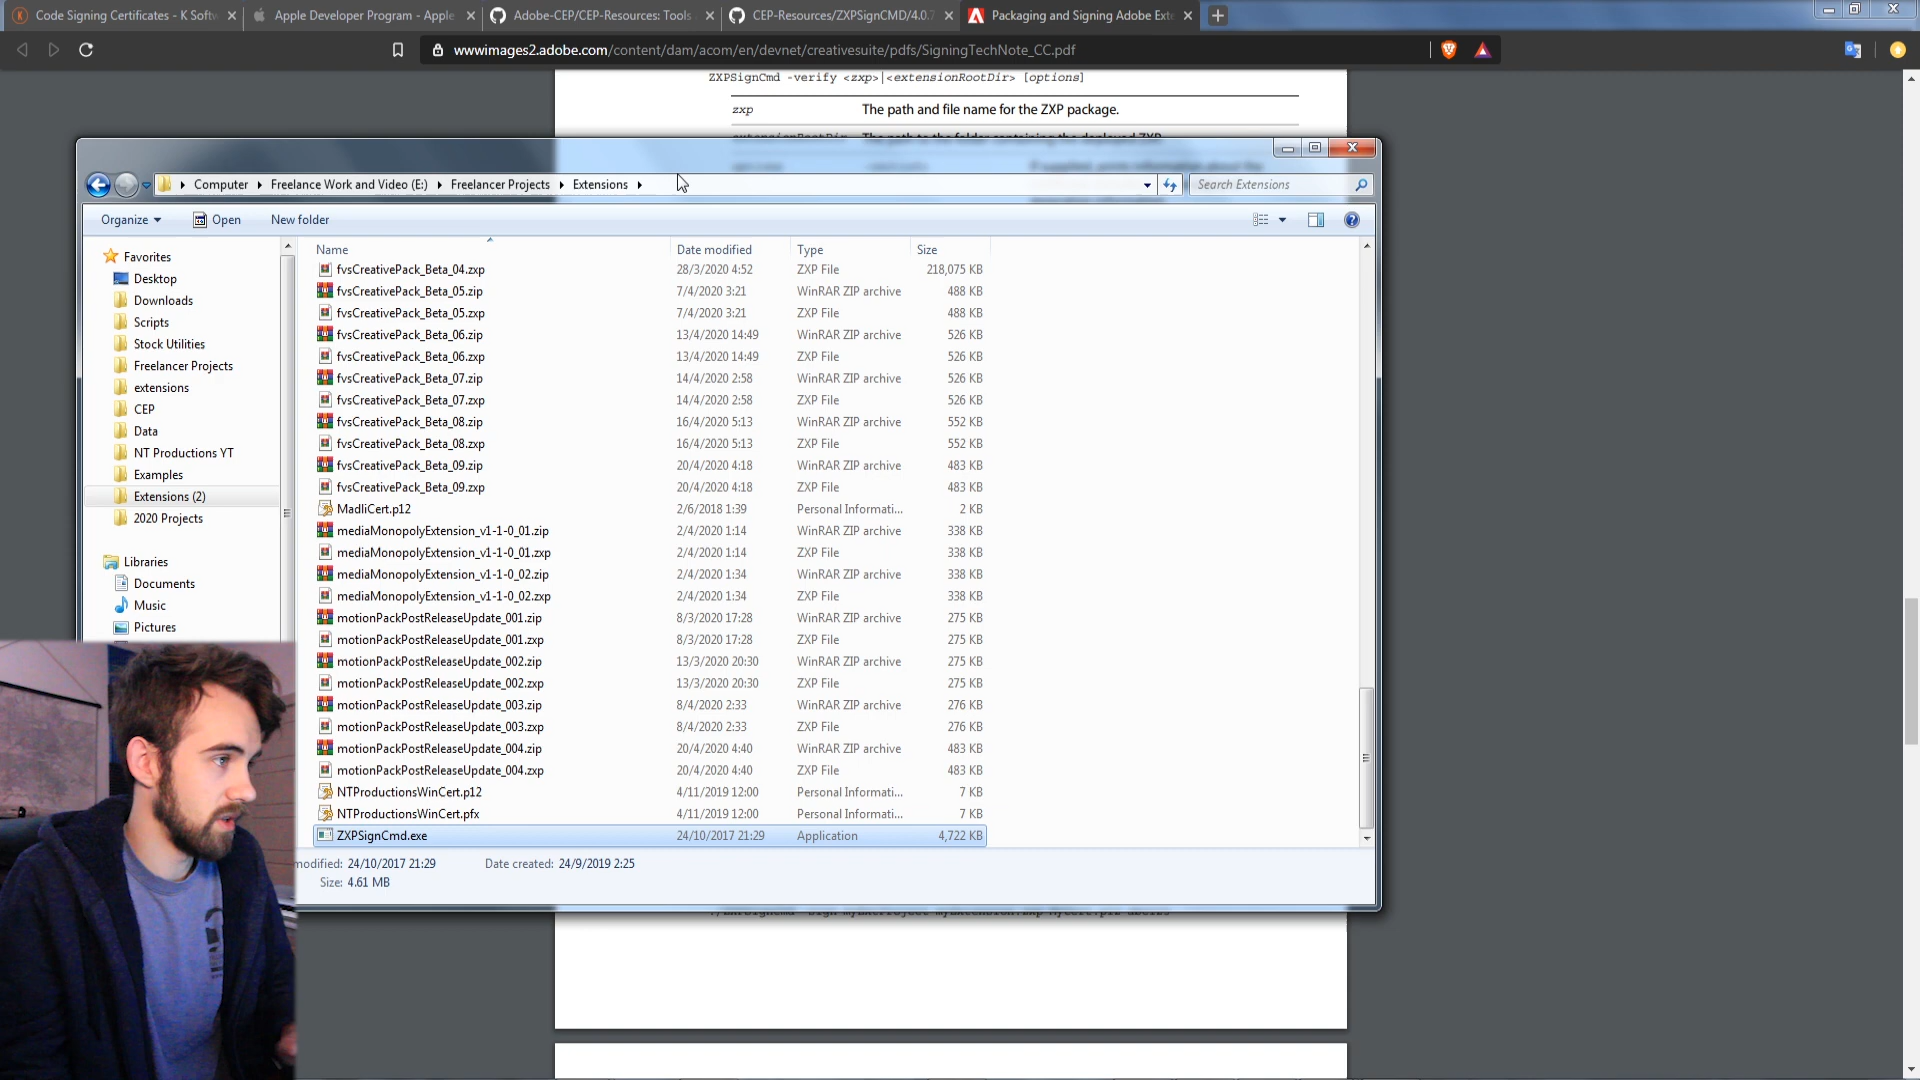 Code Signing Certificates - K Softw
Apple Developer Program - Apple
Adobe-CEP/CEP-Resources: Tools
CEP-Resources/ZXPSignCMD/4.0.7
Packaging and Signing Adobe Exte
wwwimages2.adobe.com/content/dam/acom/en/devnet/creativesuite/pdfs/SigningTechNote_CC.pdf
ZXPSignCmd -verify <zxp>|<extensionRootDir> [options]
zxp The path and file name for the ZXP package.
Computer Freelance Work and Video (E:) Freelancer Projects Extensions
Search Extensions
Organize Open New folder
Favorites
Desktop
Downloads
Scripts
Stock Utilities
Freelancer Projects
extensions
CEP
Data
NT Productions YT
Examples
Extensions (2)
2020 Projects
Libraries
Documents
Music
Pictures
Name Date modified Type Size
fvsCreativePack_Beta_04.zxp 28/3/2020 4:52 ZXP File 218,075 KB
fvsCreativePack_Beta_05.zip 7/4/2020 3:21 WinRAR ZIP archive 488 KB
fvsCreativePack_Beta_05.zxp 7/4/2020 3:21 ZXP File 488 KB
fvsCreativePack_Beta_06.zip 13/4/2020 14:49 WinRAR ZIP archive 526 KB
fvsCreativePack_Beta_06.zxp 13/4/2020 14:49 ZXP File 526 KB
fvsCreativePack_Beta_07.zip 14/4/2020 2:58 WinRAR ZIP archive 526 KB
fvsCreativePack_Beta_07.zxp 14/4/2020 2:58 ZXP File 526 KB
fvsCreativePack_Beta_08.zip 16/4/2020 5:13 WinRAR ZIP archive 552 KB
fvsCreativePack_Beta_08.zxp 16/4/2020 5:13 ZXP File 552 KB
fvsCreativePack_Beta_09.zip 20/4/2020 4:18 WinRAR ZIP archive 483 KB
fvsCreativePack_Beta_09.zxp 20/4/2020 4:18 ZXP File 483 KB
MadliCert.p12 2/6/2018 1:39 Personal Informati... 2 KB
mediaMonopolyExtension_v1-1-0_01.zip 2/4/2020 1:14 WinRAR ZIP archive 338 KB
mediaMonopolyExtension_v1-1-0_01.zxp 2/4/2020 1:14 ZXP File 338 KB
mediaMonopolyExtension_v1-1-0_02.zip 2/4/2020 1:34 WinRAR ZIP archive 338 KB
mediaMonopolyExtension_v1-1-0_02.zxp 2/4/2020 1:34 ZXP File 338 KB
motionPackPostReleaseUpdate_001.zip 8/3/2020 17:28 WinRAR ZIP archive 275 KB
motionPackPostReleaseUpdate_001.zxp 8/3/2020 17:28 ZXP File 275 KB
motionPackPostReleaseUpdate_002.zip 13/3/2020 20:30 WinRAR ZIP archive 275 KB
motionPackPostReleaseUpdate_002.zxp 13/3/2020 20:30 ZXP File 275 KB
motionPackPostReleaseUpdate_003.zip 8/4/2020 2:33 WinRAR ZIP archive 276 KB
motionPackPostReleaseUpdate_003.zxp 8/4/2020 2:33 ZXP File 276 KB
motionPackPostReleaseUpdate_004.zip 20/4/2020 4:40 WinRAR ZIP archive 483 KB
motionPackPostReleaseUpdate_004.zxp 20/4/2020 4:40 ZXP File 483 KB
NTProductionsWinCert.p12 4/11/2019 12:00 Personal Informati... 7 KB
NTProductionsWinCert.pfx 4/11/2019 12:00 Personal Informati... 7 KB
ZXPSignCmd.exe 24/10/2017 21:29 Application 4,722 KB
modified: 24/10/2017 21:29 Date created: 24/9/2019 2:25
Size: 4.61 MB